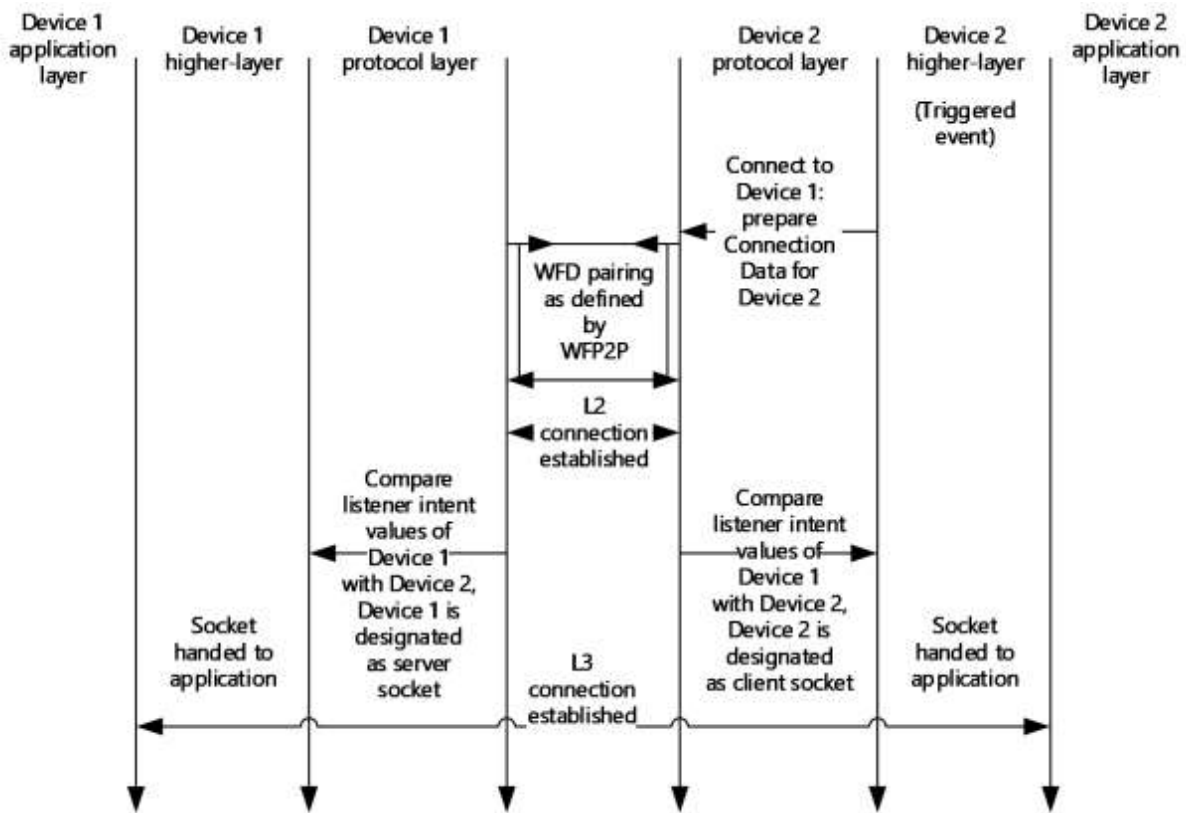 Device 1
application
layer
Device 1
higher-layer
Device 1
protocol layer
Device 2
protocol layer
Device 2
higher-layer
Device 2
application
layer
(Triggered
event)
Connect to
Device 1:
prepare
Connection
Data for
Device 2
WFD pairing
as defined
by
WFP2P
L2
connection
established
Compare
listener intent
values of
Device 1
with Device 2,
Device 1 is
designated
as server
socket
Compare
listener intent
values of
Device 1
with Device 2,
Device 2 is
designated
as client socket
Socket
handed to
application
L3
connection
established
Socket
handed to
application